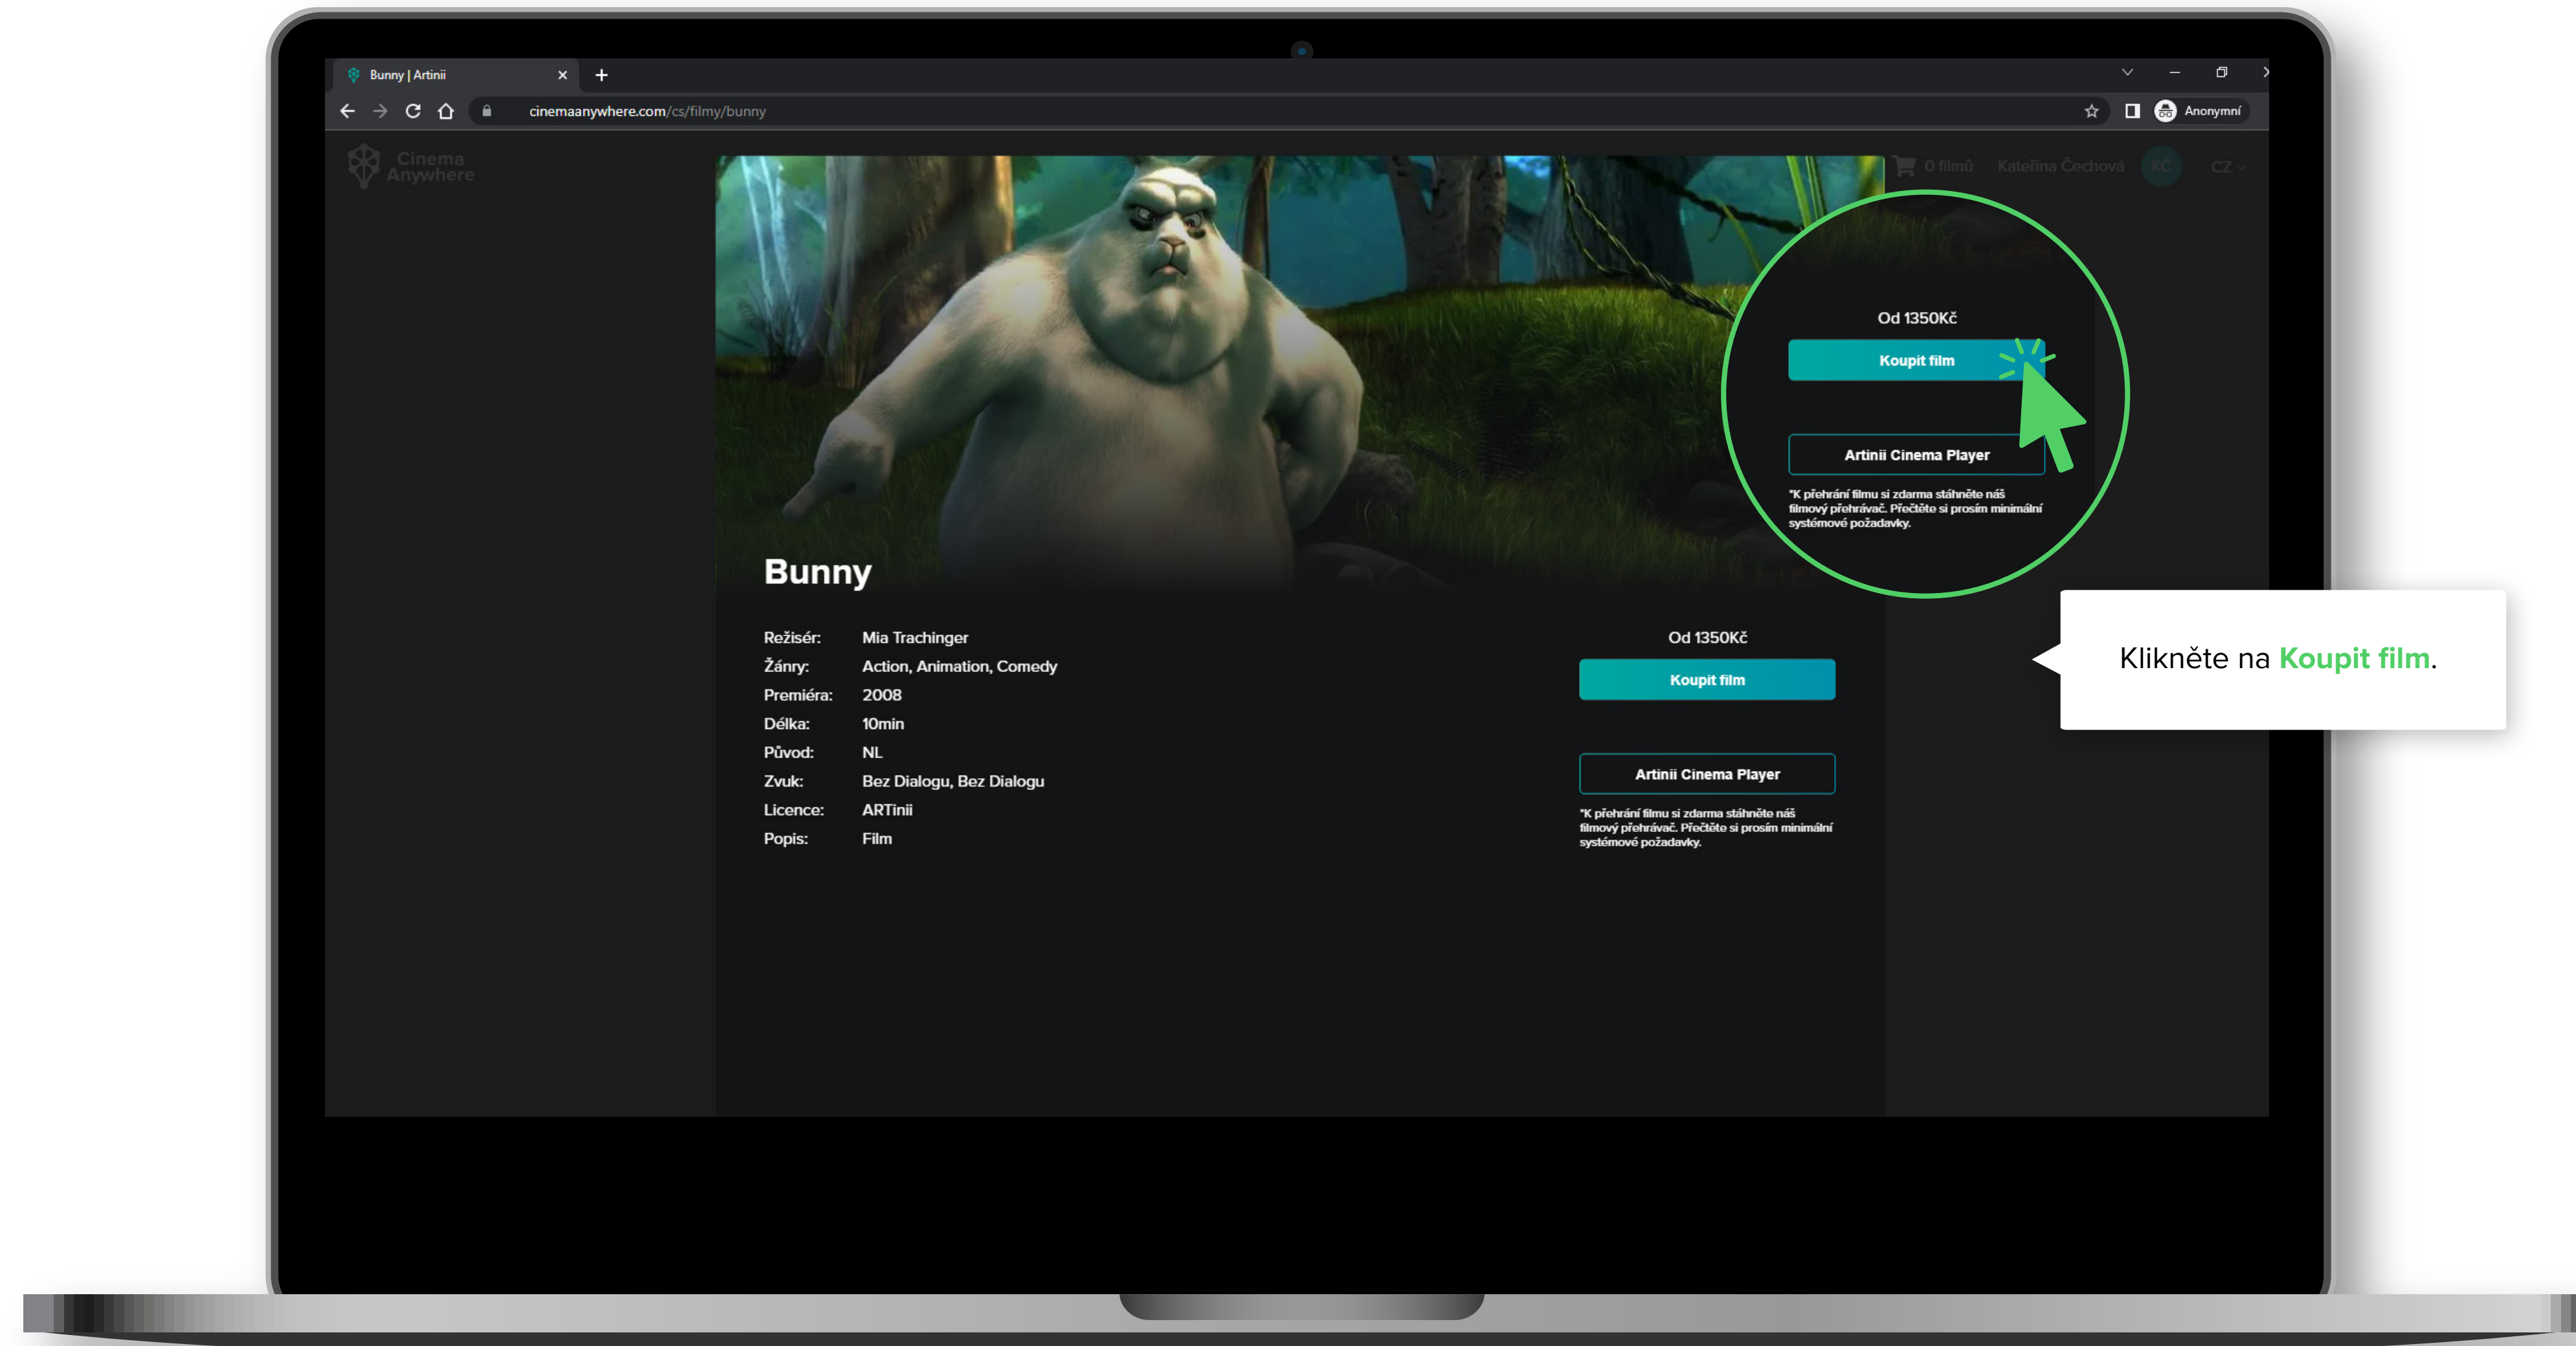 Bunny | Artinii
cinemaanywhere.com/cs/filmy/bunny
Anonymní
Cinema
Anywhere
0 filmů Kateřina Čechová KČ CZ
Od 1350Kč
Koupit film
Artinii Cinema Player
*K přehrání filmu si zdarma stáhněte náš
filmový přehrávač. Přečtěte si prosím minimální
systémové požadavky.
Bunny
Režisér: Mia Trachinger
Žánry: Action, Animation, Comedy
Premiéra: 2008
Délka: 10min
Původ: NL
Zvuk: Bez Dialogu, Bez Dialogu
Licence: ARTinii
Popis: Film
Od 1350Kč
Koupit film
Artinii Cinema Player
*K přehrání filmu si zdarma stáhněte náš
filmový přehrávač. Přečtěte si prosím minimální
systémové požadavky.
Klikněte na Koupit film.